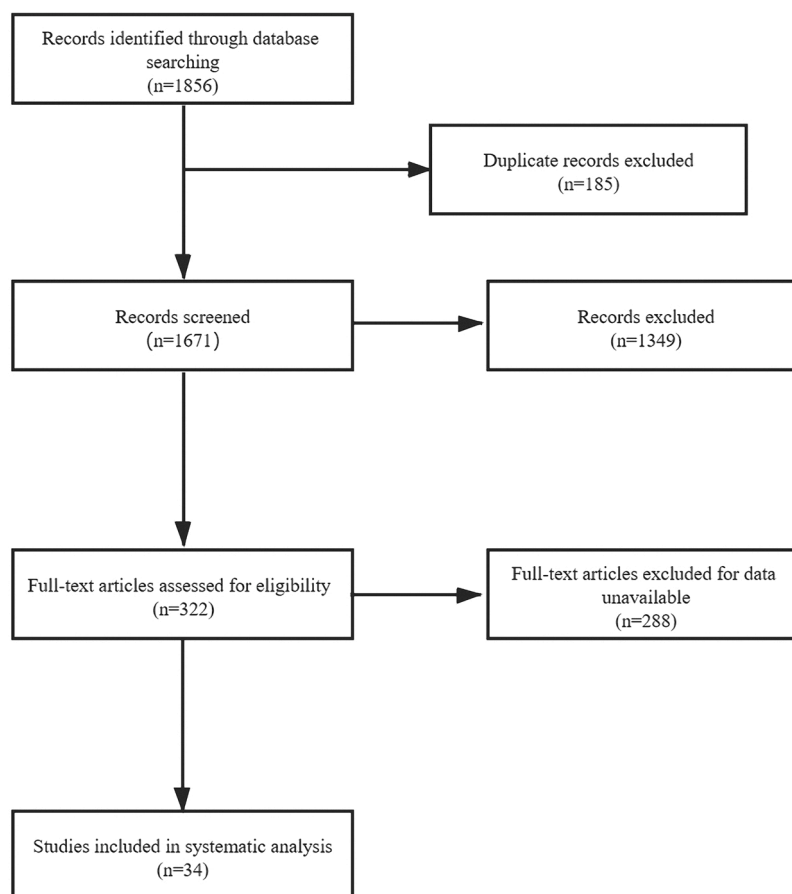 Records identified through database
searching
(n=1856)
Duplicate records excluded
(n=185)
Records screened
(n=1671)
Records excluded
(n=1349)
Full-text articles assessed for eligibility
(n=322)
Full-text articles excluded for data
unavailable
(n=288)
Studies included in systematic analysis
(n=34)